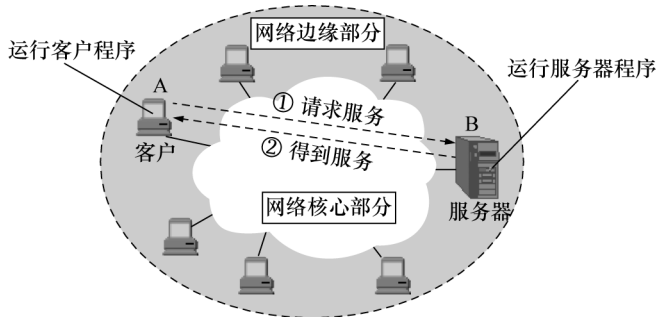 网络边缘部分
运行客户程序
运行服务器程序
A
① 请求服务
B
② 得到服务
客户
网络核心部分
服务器